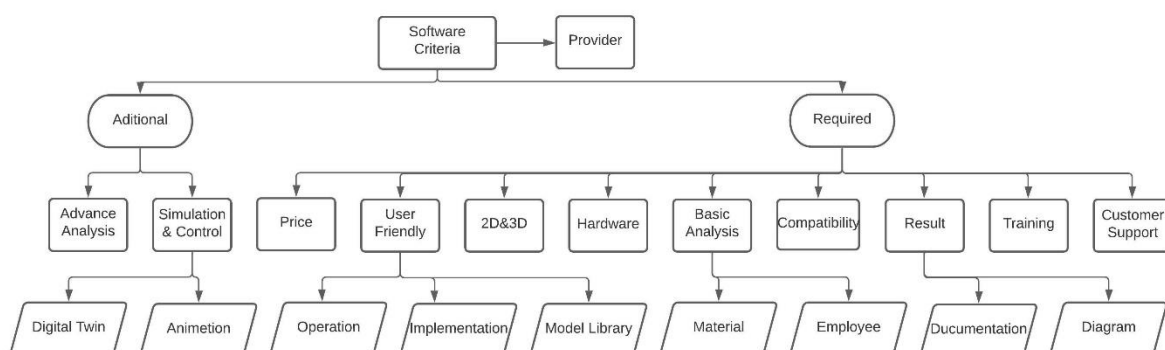 Software
Criteria
Provider
Aditional
Required
Advance
Analysis
Simulation
& Control
Price
User
Friendly
2D&3D
Hardware
Basic
Analysis
Compatibility
Result
Training
Customer
Support
Digital Twin
Animetion
Operation
Implementation
Model Library
Material
Employee
Ducumentation
Diagram